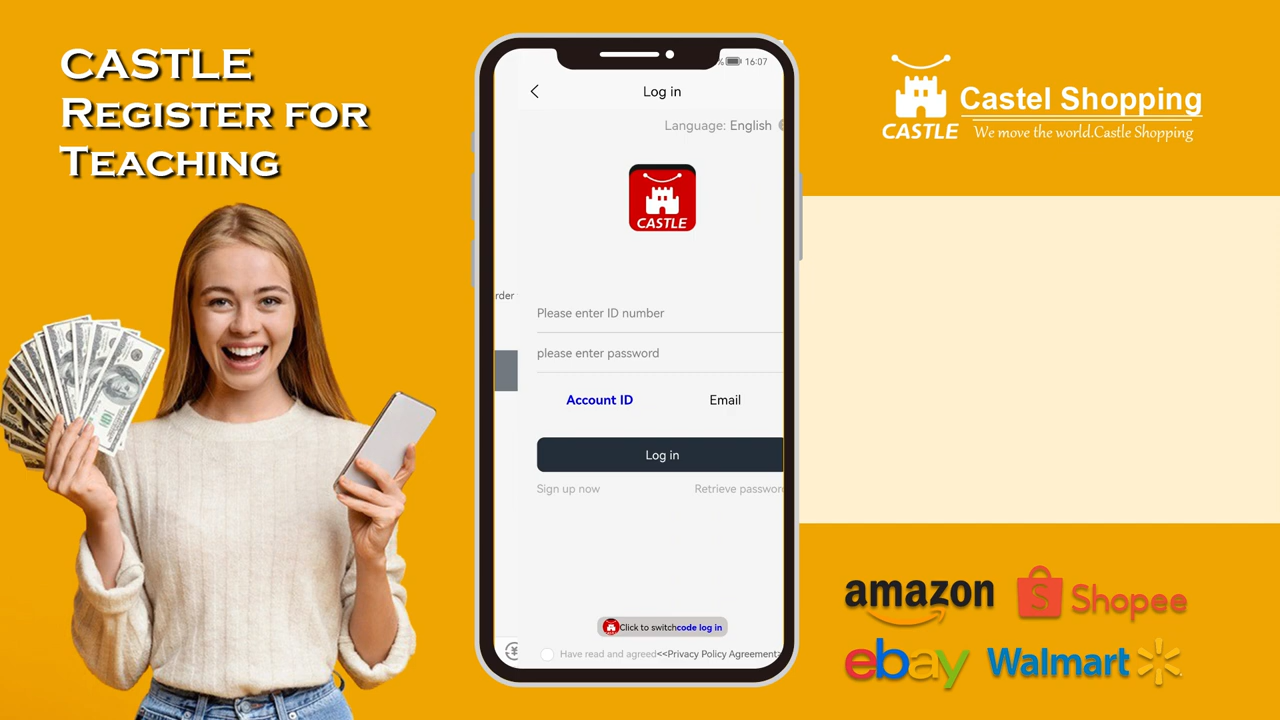 CASTLE
REGISTER FOR
TEACHING
% 16:07
Log in
Language: English
CASTLE
rder
Please enter ID number
please enter password
Account ID
Email
Log in
Sign up now
Retrieve passwor
Click to switchcode log in
Have read and agreed<<Privacy Policy Agreement>
CASTLE
Castel Shopping
We move the world.Castle Shopping
amazon
S Shopee
ebay
Walmart